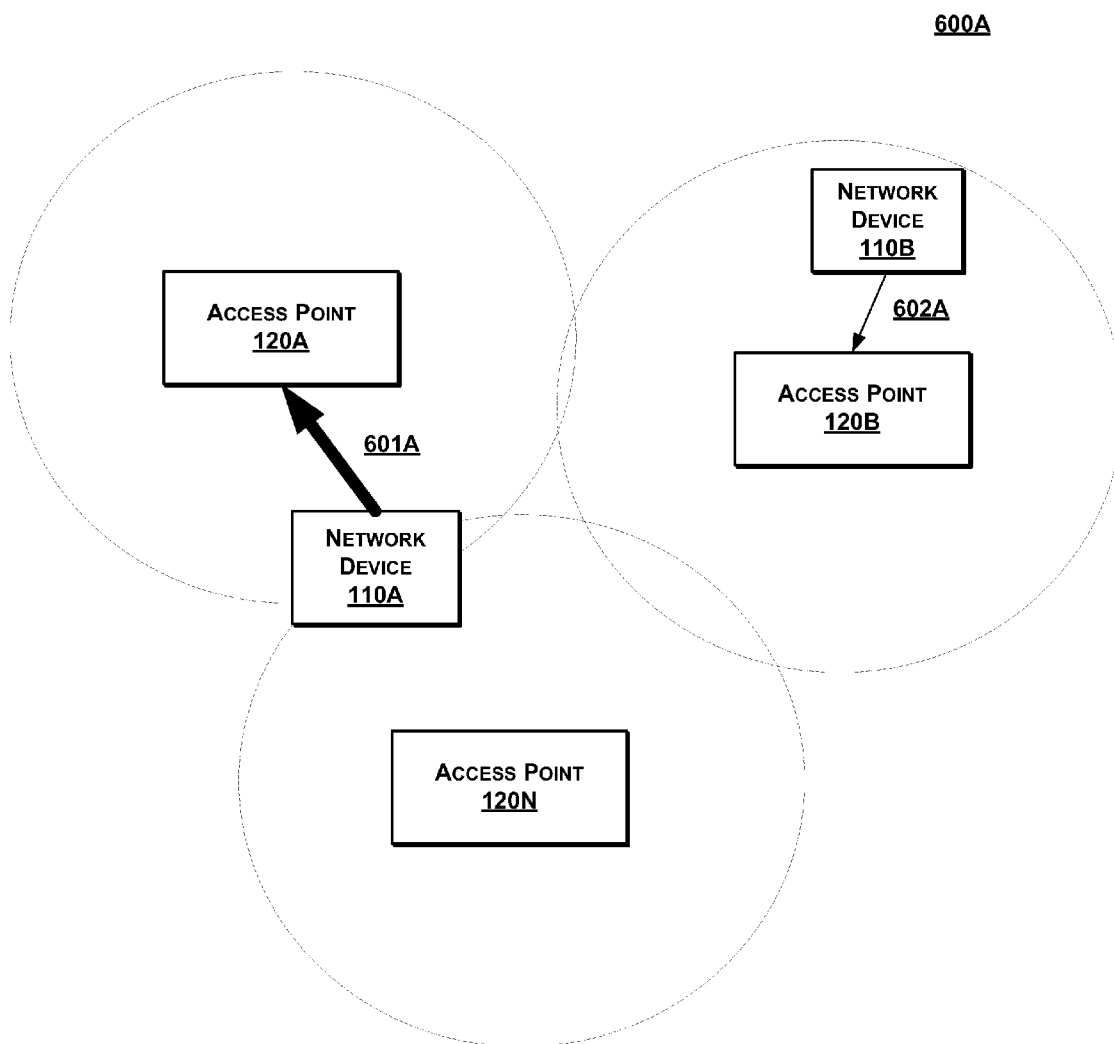 600A
NETWORK
DEVICE
110B
602A
ACCESS POINT
120A
ACCESS POINT
120B
601A
NETWORK
DEVICE
110A
ACCESS POINT
120N